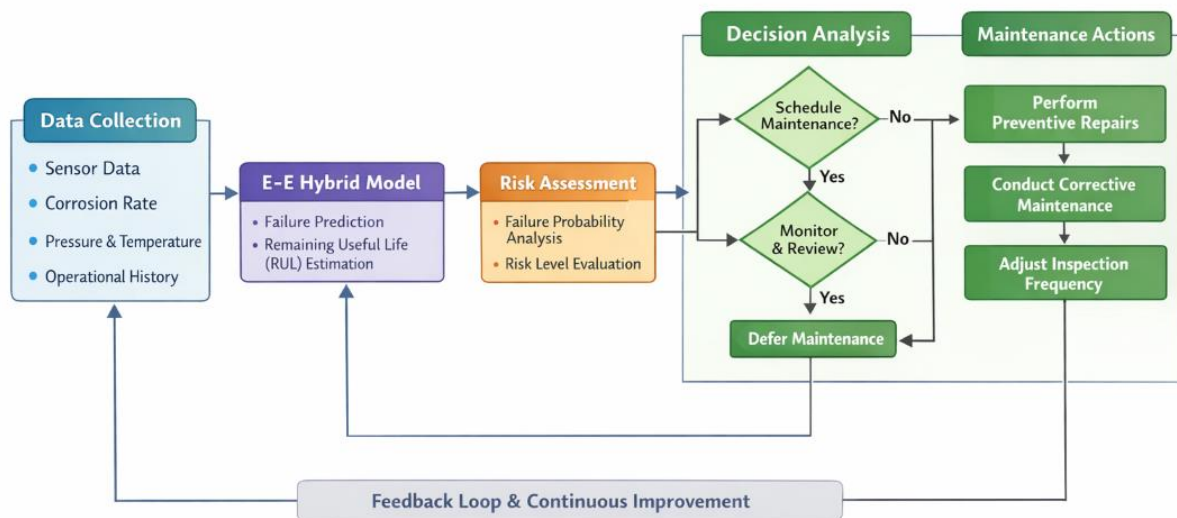 Data Collection
Sensor Data
Corrosion Rate
Pressure & Temperature
Operational History
E-E Hybrid Model
Failure Prediction
Remaining Useful Life
(RUL) Estimation
Risk Assessment
Failure Probability
Analysis
Risk Level Evaluation
Decision Analysis
Schedule
Maintenance?
No
Yes
Monitor
& Review?
No
Yes
Defer Maintenance
Maintenance Actions
Perform
Preventive Repairs
Conduct Corrective
Maintenance
Adjust Inspection
Frequency
Feedback Loop & Continuous Improvement